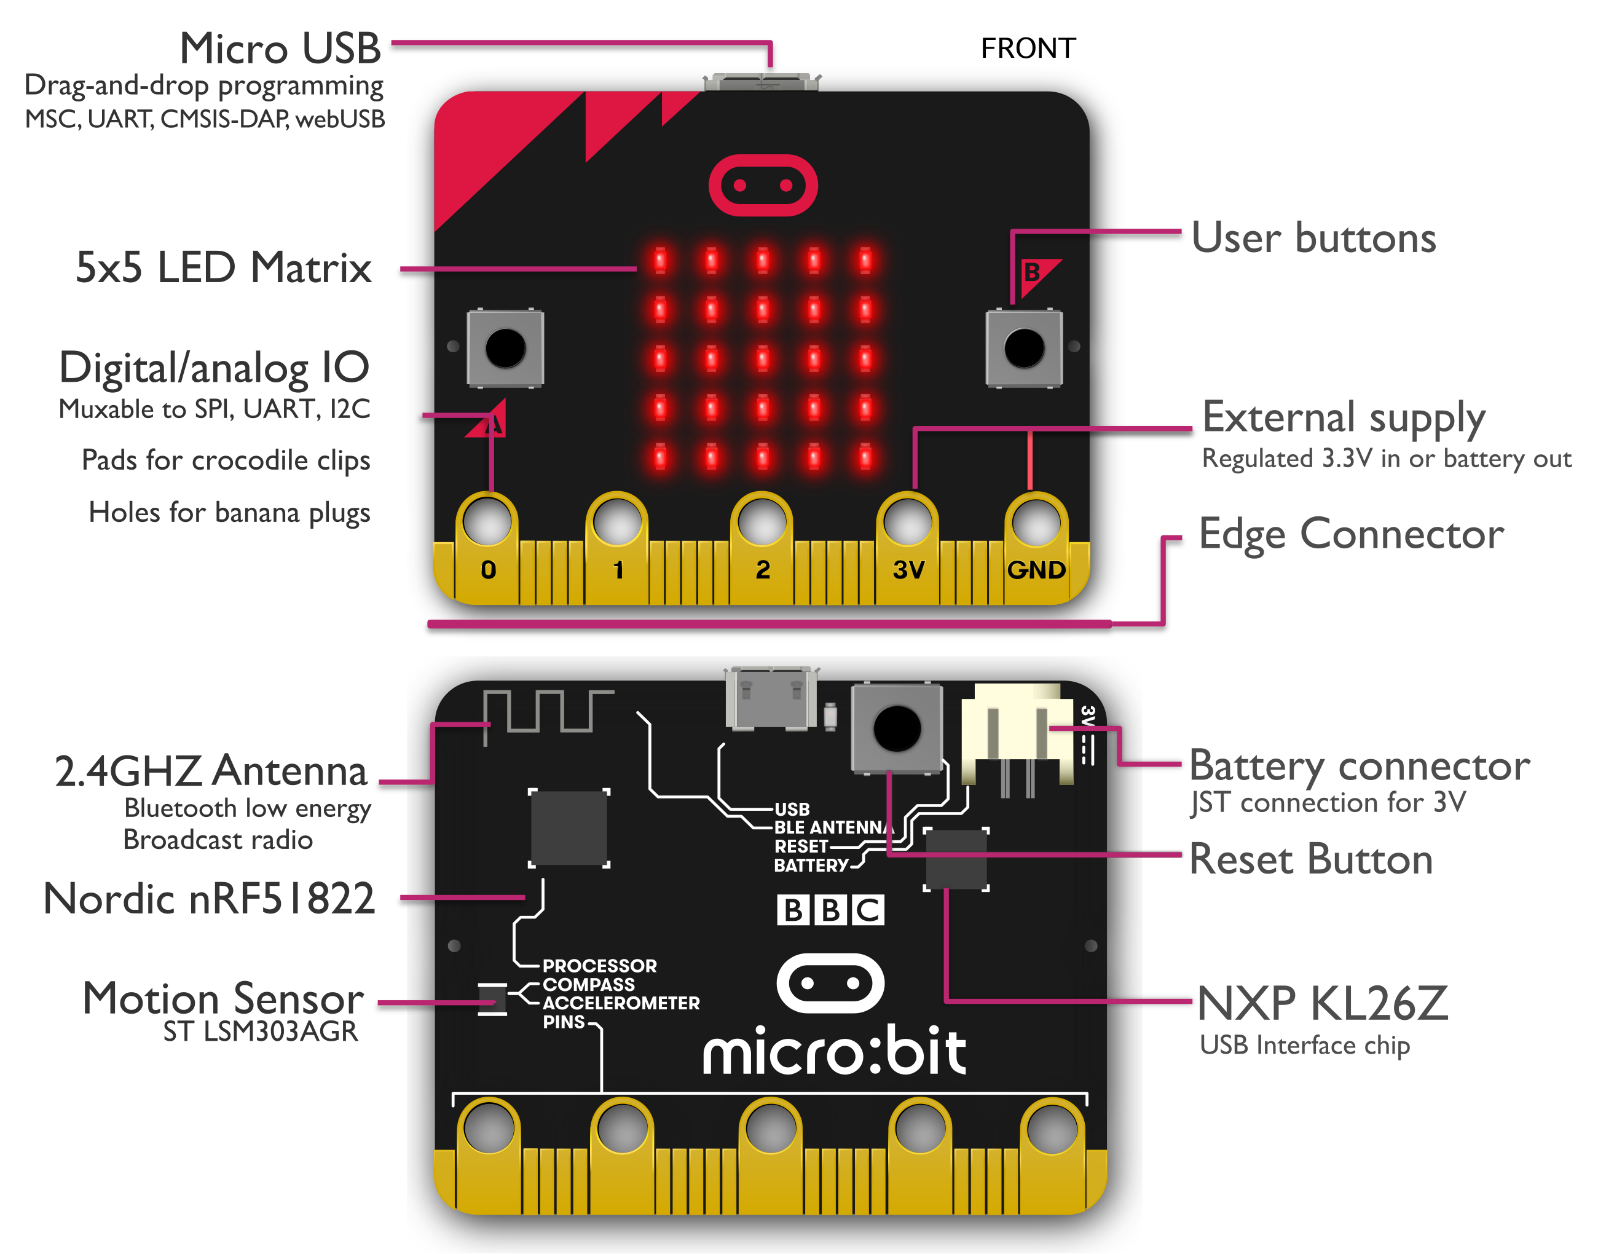 Micro USB
Drag-and-drop programming
MSC, UART, CMSIS-DAP, webUSB
FRONT
User buttons
5x5 LED Matrix
B
Digital/analog IO
Muxable to SPI, UART, I2C
Pads for crocodile clips
Holes for banana plugs
A
External supply
Regulated 3.3V in or battery out
Edge Connector
0
1
2
3V
GND
3V
2.4GHZ Antenna
Bluetooth low energy
Broadcast radio
Battery connector
JST connection for 3V
USB
BLE ANTENNA
RESET
BATTERY
Reset Button
Nordic nRF51822
BBC
PROCESSOR
COMPASS
ACCELEROMETER
PINS
Motion Sensor
ST LSM303AGR
micro:bit
NXP KL26Z
USB Interface chip